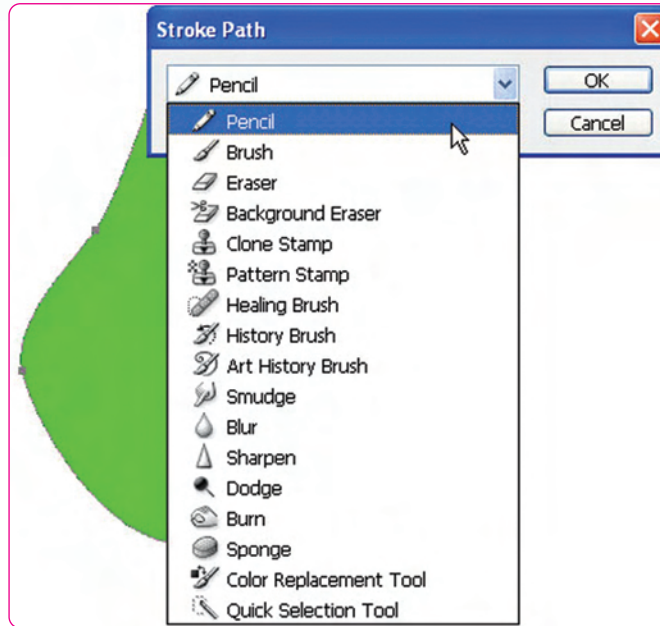 Stroke Path
Pencil
OK
Pencil
Cancel
Brush
Eraser
Background Eraser
Clone Stamp
Pattern Stamp
Healing Brush
History Brush
Art History Brush
Smudge
Blur
Sharpen
Dodge
Burn
Sponge
Color Replacement Tool
Quick Selection Tool